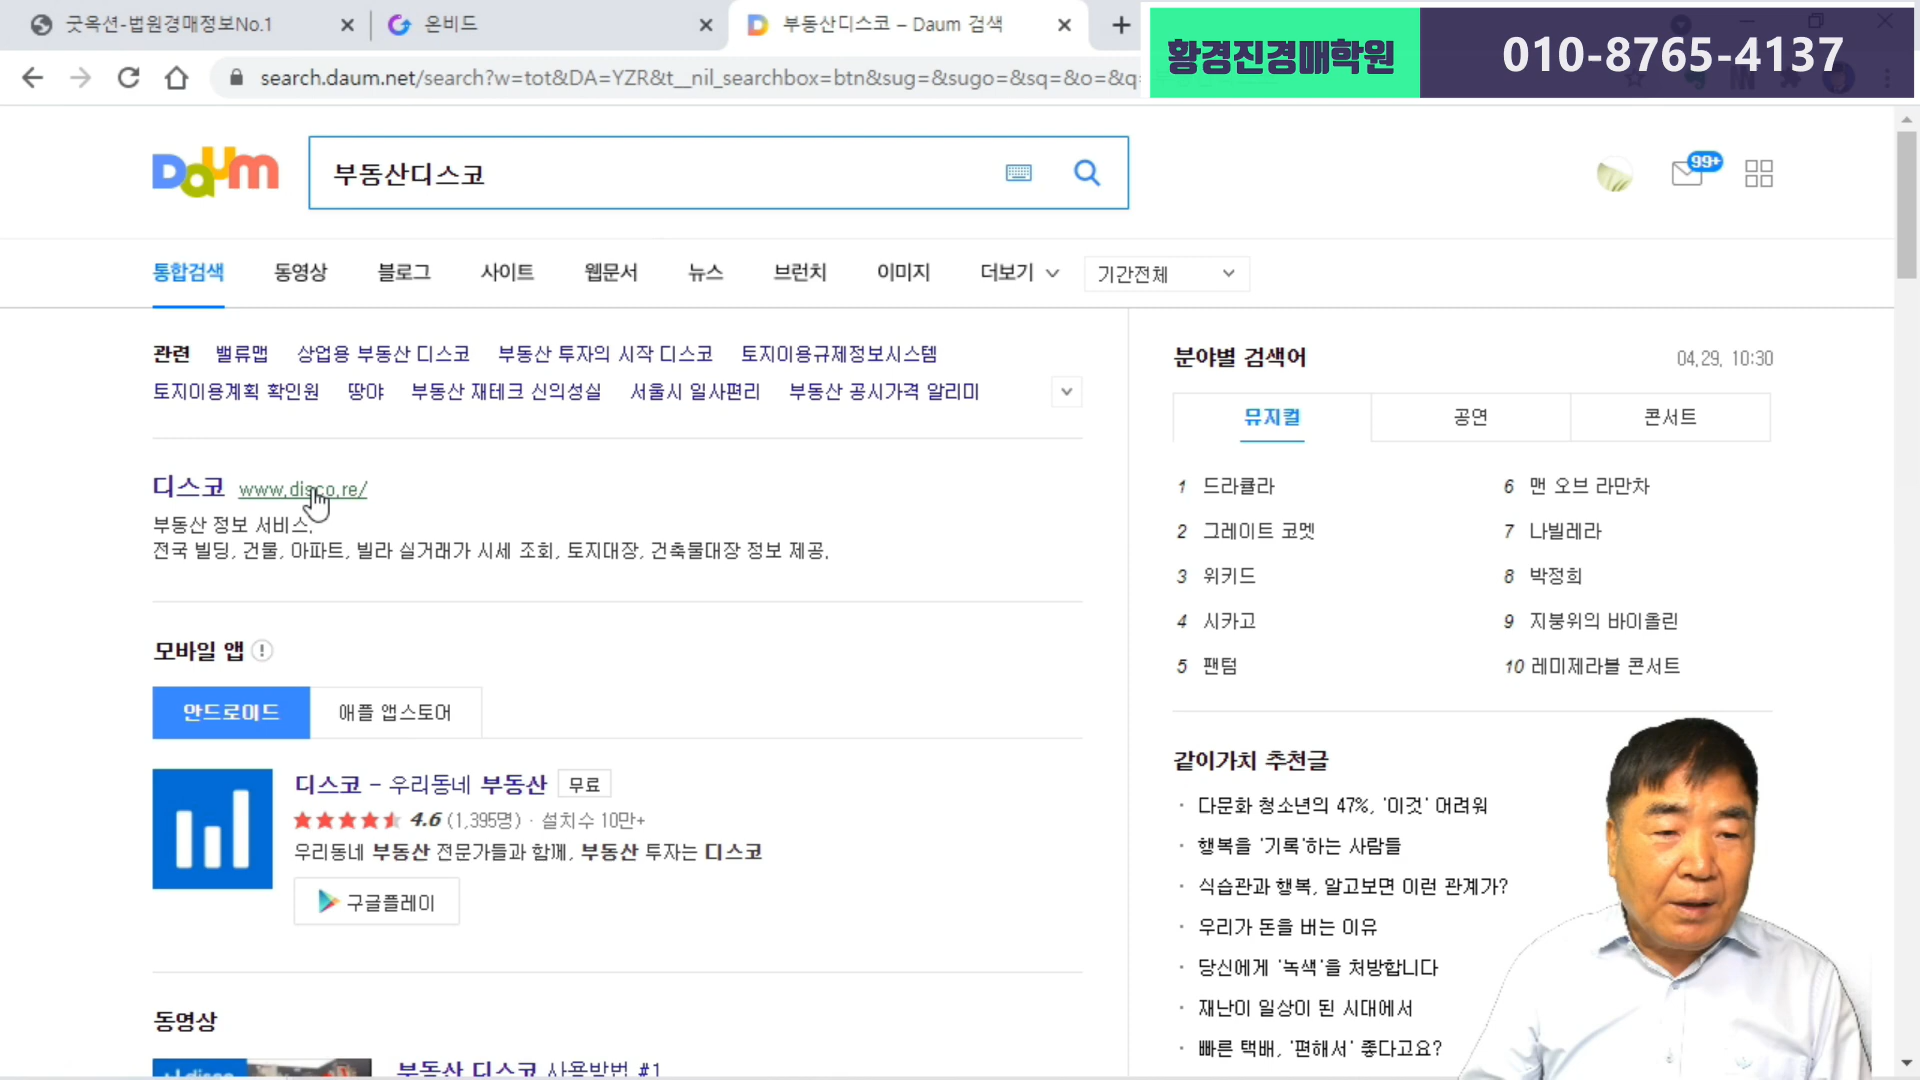 굿옥션-법원경매정보No.1
온비드
부동산디스코 – Daum 검색
황경진경매학원
010-8765-4137
search.daum.net/search?w=tot&DA=YZR&t__nil_searchbox=btn&sug=&sugo=&sq=&o=&q
Daum
부동산디스코
99+
통합검색 동영상 블로그 사이트 웹문서 뉴스 브런치 이미지 더보기 기간전체
관련 밸류맵 상업용 부동산 디스코 부동산 투자의 시작 디스코 토지이용규제정보시스템
토지이용계획 확인원 땅야 부동산 재테크 신의성실 서울시 일사편리 부동산 공시가격 알리미
디스코 www.disco.re/
부동산 정보 서비스.
전국 빌딩, 건물, 아파트, 빌라 실거래가 시세 조회, 토지대장, 건축물대장 정보 제공.
모바일 앱
안드로이드 애플 앱스토어
디스코 - 우리동네 부동산 무료
4.6 (1,395명) · 설치수 10만+
우리동네 부동산 전문가들과 함께, 부동산 투자는 디스코
구글플레이
동영상
disco
부동산 디스코 사용방법 #1
분야별 검색어 04.29. 10:30
뮤지컬 공연 콘서트
1 드라큘라
2 그레이트 코멧
3 위키드
4 시카고
5 팬텀
6 맨 오브 라만차
7 나빌레라
8 박정희
9 지붕위의 바이올린
10 레미제라블 콘서트
같이가치 추천글
· 다문화 청소년의 47%, '이것' 어려워
· 행복을 '기록'하는 사람들
· 식습관과 행복, 알고보면 이런 관계가?
· 우리가 돈을 버는 이유
· 당신에게 '녹색'을 처방합니다
· 재난이 일상이 된 시대에서
· 빠른 택배, '편해서' 좋다고요?